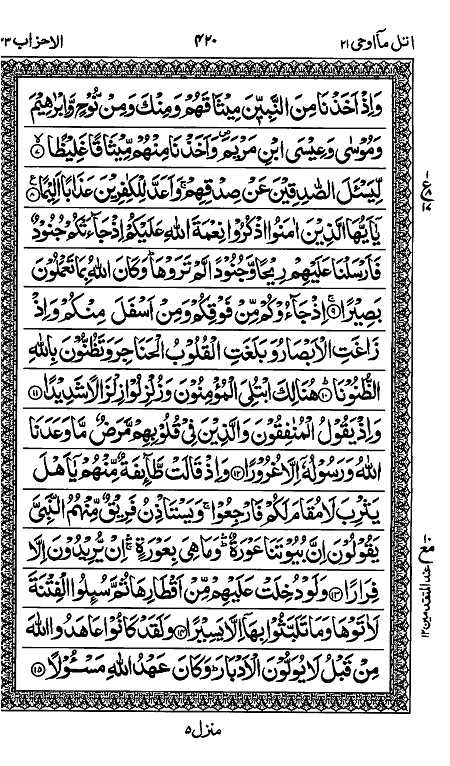 اتل ما اوحی ۲۱ ۴۲۰ الاحزاب ۳۳
وَاِذْ اَخَذْنَا مِنَ النَّبِيّٖنَ مِيْثَاقَهُمْ وَمِنْكَ وَمِنْ نُّوْحٍ وَّاِبْرٰهِيْمَ
وَمُوْسٰى وَعِيْسَى ابْنِ مَرْيَمَ ۪ وَاَخَذْنَا مِنْهُمْ مِّيْثَاقًا غَلِيْظًا ۙ ۷
لِّيَسْـَٔلَ الصّٰدِقِيْنَ عَنْ صِدْقِهِمْ ۚ وَاَعَدَّ لِلْكٰفِرِيْنَ عَذَابًا اَلِيْمًا ۸ ع
يٰٓاَيُّهَا الَّذِيْنَ اٰمَنُوا اذْكُرُوْا نِعْمَةَ اللّٰهِ عَلَيْكُمْ اِذْ جَآءَتْكُمْ جُنُوْدٌ
فَاَرْسَلْنَا عَلَيْهِمْ رِيْحًا وَّجُنُوْدًا لَّمْ تَرَوْهَا ؕ وَكَانَ اللّٰهُ بِمَا تَعْمَلُوْنَ
بَصِيْرًا ۚ ۹ اِذْ جَآءُوْكُمْ مِّنْ فَوْقِكُمْ وَمِنْ اَسْفَلَ مِنْكُمْ وَاِذْ
زَاغَتِ الْاَبْصَارُ وَبَلَغَتِ الْقُلُوْبُ الْحَنَاجِرَ وَتَظُنُّوْنَ بِاللّٰهِ
الظُّنُوْنَا ؕ ۱۰ هُنَالِكَ ابْتُلِيَ الْمُؤْمِنُوْنَ وَزُلْزِلُوْا زِلْزَالًا شَدِيْدًا ۱۱
وَاِذْ يَقُوْلُ الْمُنٰفِقُوْنَ وَالَّذِيْنَ فِيْ قُلُوْبِهِمْ مَّرَضٌ مَّا وَعَدَنَا
اللّٰهُ وَرَسُوْلُهٗٓ اِلَّا غُرُوْرًا ۱۲ وَاِذْ قَالَتْ طَّآئِفَةٌ مِّنْهُمْ يٰٓاَهْلَ
يَثْرِبَ لَا مُقَامَ لَكُمْ فَارْجِعُوْا ۚ وَيَسْتَاْذِنُ فَرِيْقٌ مِّنْهُمُ النَّبِيَّ
يَقُوْلُوْنَ اِنَّ بُيُوْتَنَا عَوْرَةٌ ؕۛ وَمَا هِيَ بِعَوْرَةٍ ۚۛ اِنْ يُّرِيْدُوْنَ اِلَّا
فِرَارًا ۱۳ وَلَوْ دُخِلَتْ عَلَيْهِمْ مِّنْ اَقْطَارِهَا ثُمَّ سُىِٕلُوا الْفِتْنَةَ
لَاٰتَوْهَا وَمَا تَلَبَّثُوْا بِهَآ اِلَّا يَسِيْرًا ۱۴ وَلَقَدْ كَانُوْا عَاهَدُوا اللّٰهَ
مِنْ قَبْلُ لَا يُوَلُّوْنَ الْاَدْبَارَ ؕ وَكَانَ عَهْدُ اللّٰهِ مَسْـُٔوْلًا ۱۵
مع
عند المتقدمین ۱۲
منزل ۵